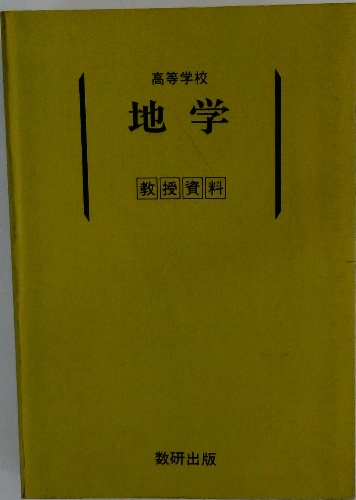 高等学校
地学
教授資料
数研出版